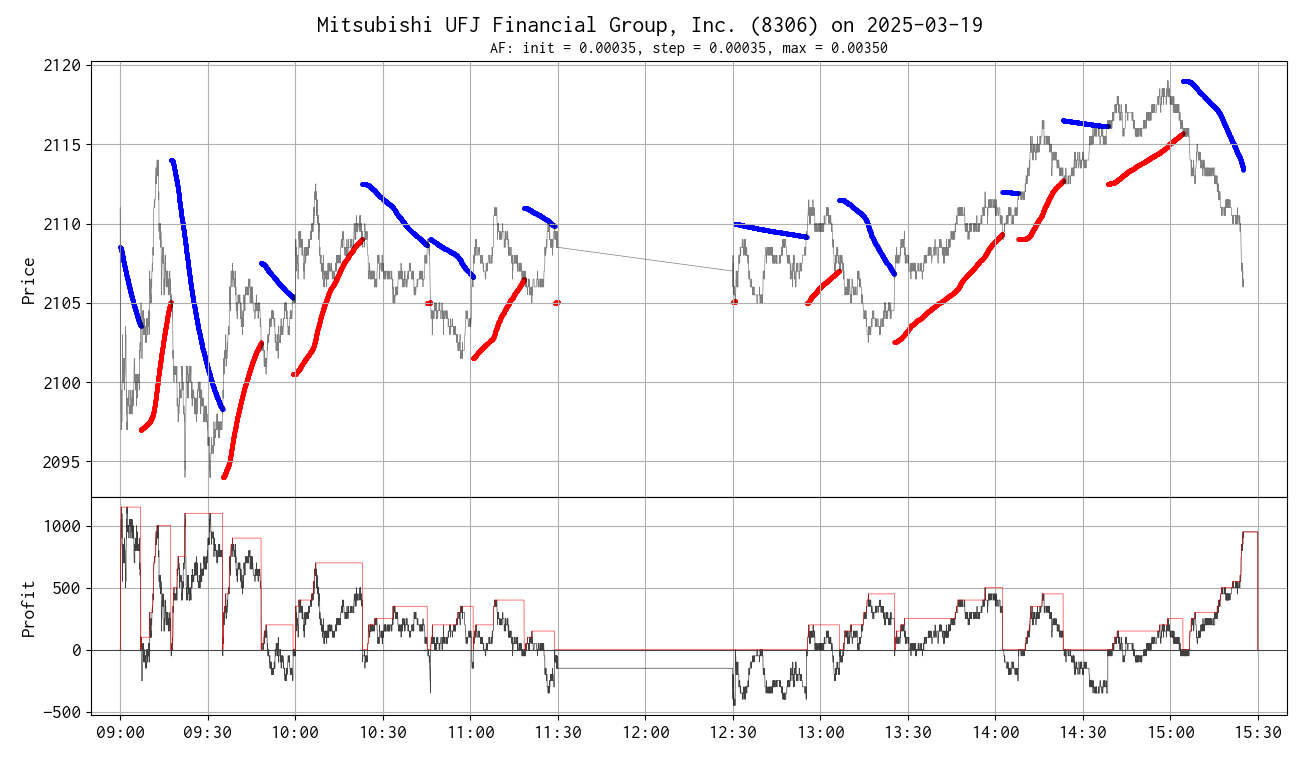 Mitsubishi UFJ Financial Group, Inc. (8306) on 2025-03-19
AF: init = 0.00035, step = 0.00035, max = 0.00350
Price
2120
2115
2110
2105
2100
2095
Profit
1000
500
0
−500
09:00 09:30 10:00 10:30 11:00 11:30 12:00 12:30 13:00 13:30 14:00 14:30 15:00 15:30